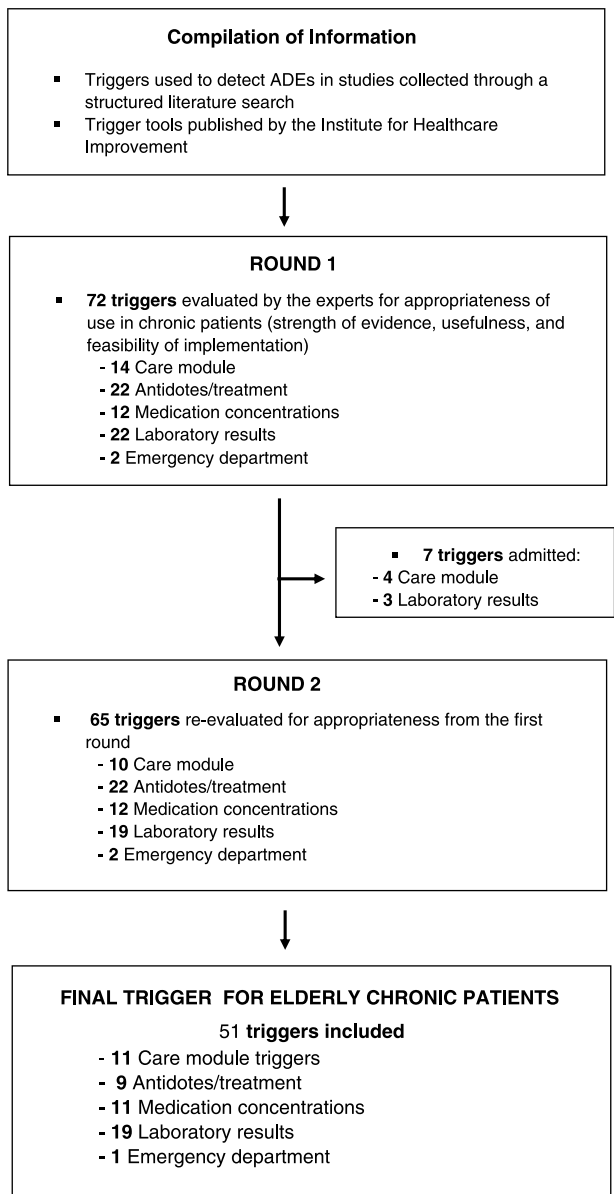 Compilation of Information
▪ Triggers used to detect ADEs in studies collected through a
structured literature search
▪ Trigger tools published by the Institute for Healthcare
Improvement
ROUND 1
▪ 72 triggers evaluated by the experts for appropriateness of
use in chronic patients (strength of evidence, usefulness, and
feasibility of implementation)
- 14 Care module
- 22 Antidotes/treatment
- 12 Medication concentrations
- 22 Laboratory results
- 2 Emergency department
▪ 7 triggers admitted:
- 4 Care module
- 3 Laboratory results
ROUND 2
▪ 65 triggers re-evaluated for appropriateness from the first
round
- 10 Care module
- 22 Antidotes/treatment
- 12 Medication concentrations
- 19 Laboratory results
- 2 Emergency department
FINAL TRIGGER FOR ELDERLY CHRONIC PATIENTS
51 triggers included
- 11 Care module triggers
- 9 Antidotes/treatment
- 11 Medication concentrations
- 19 Laboratory results
- 1 Emergency department